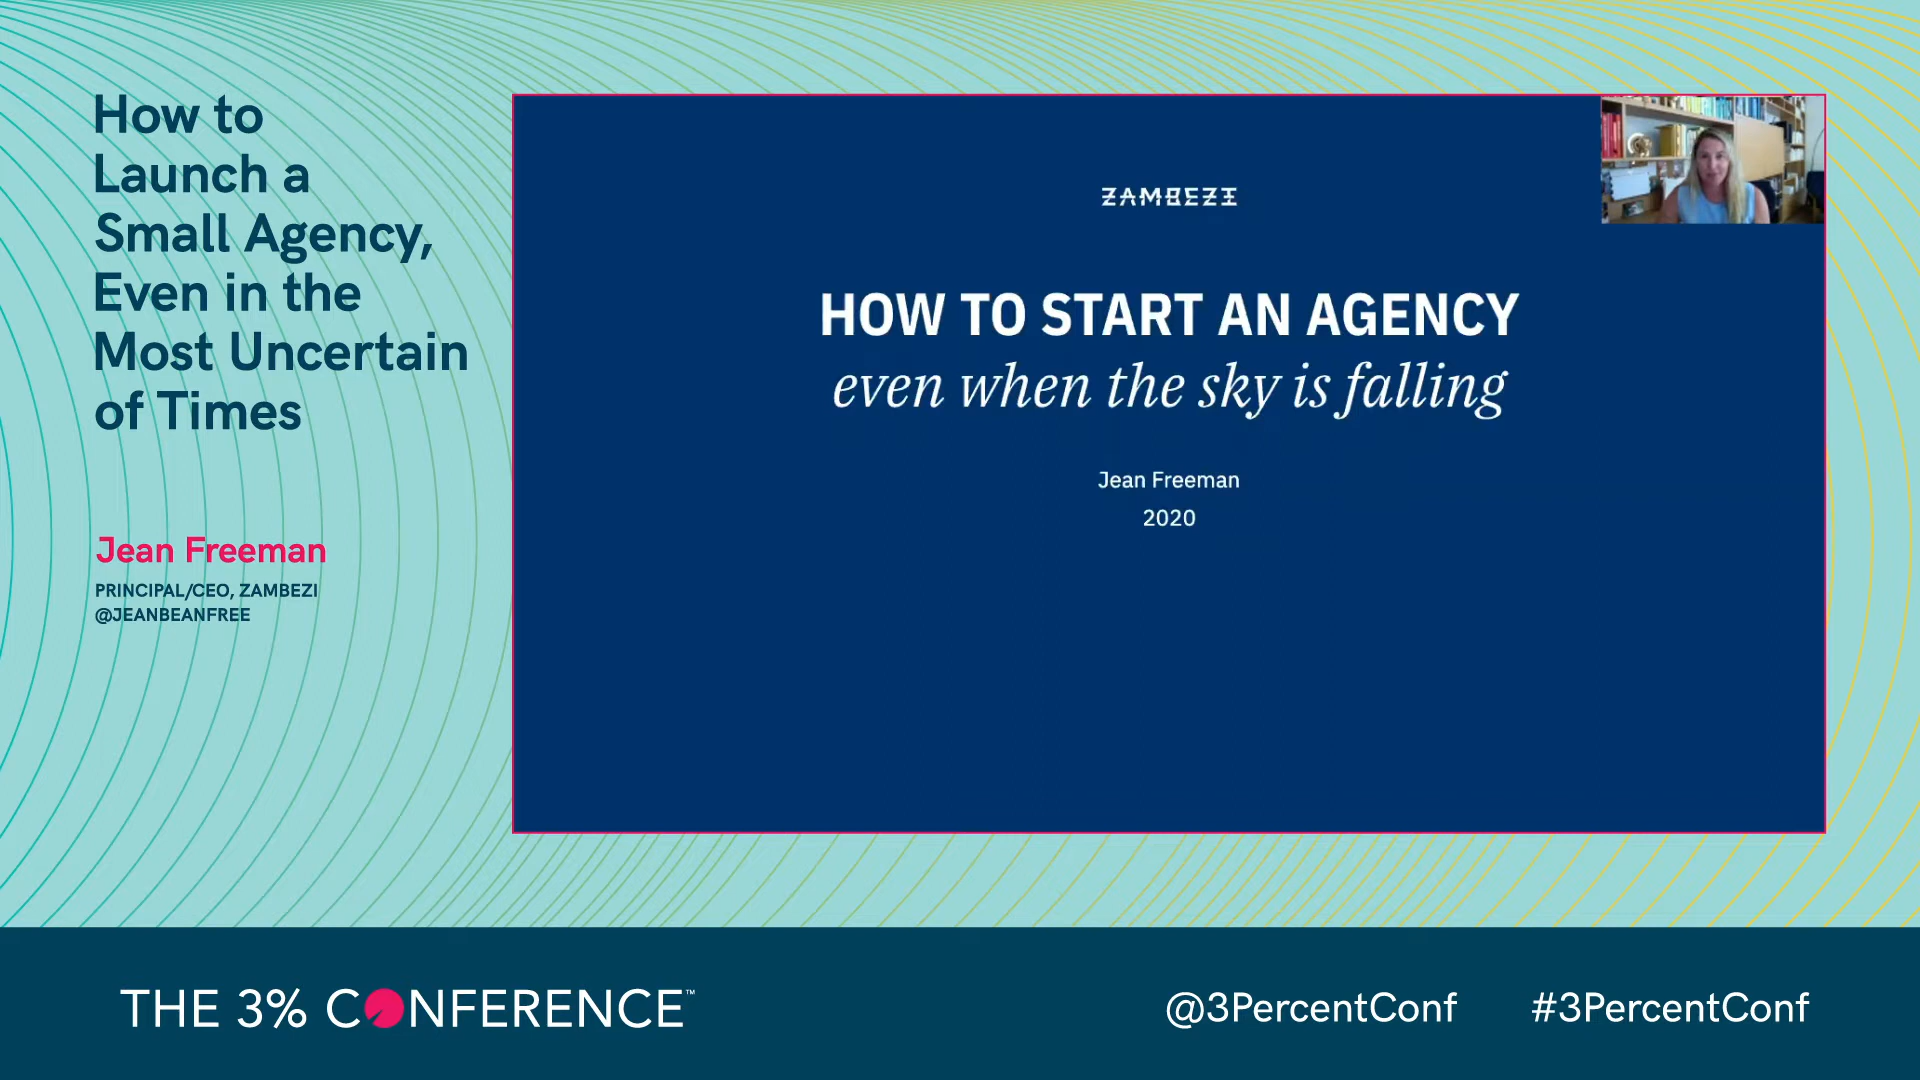 How to
Launch a
Small Agency,
Even in the
Most Uncertain
of Times
Jean Freeman
PRINCIPAL/CEO, ZAMBEZI
@JEANBEANFREE
ZAMBEZI
HOW TO START AN AGENCY
even when the sky is falling
Jean Freeman
2020
THE 3% CONFERENCE™
@3PercentConf
#3PercentConf